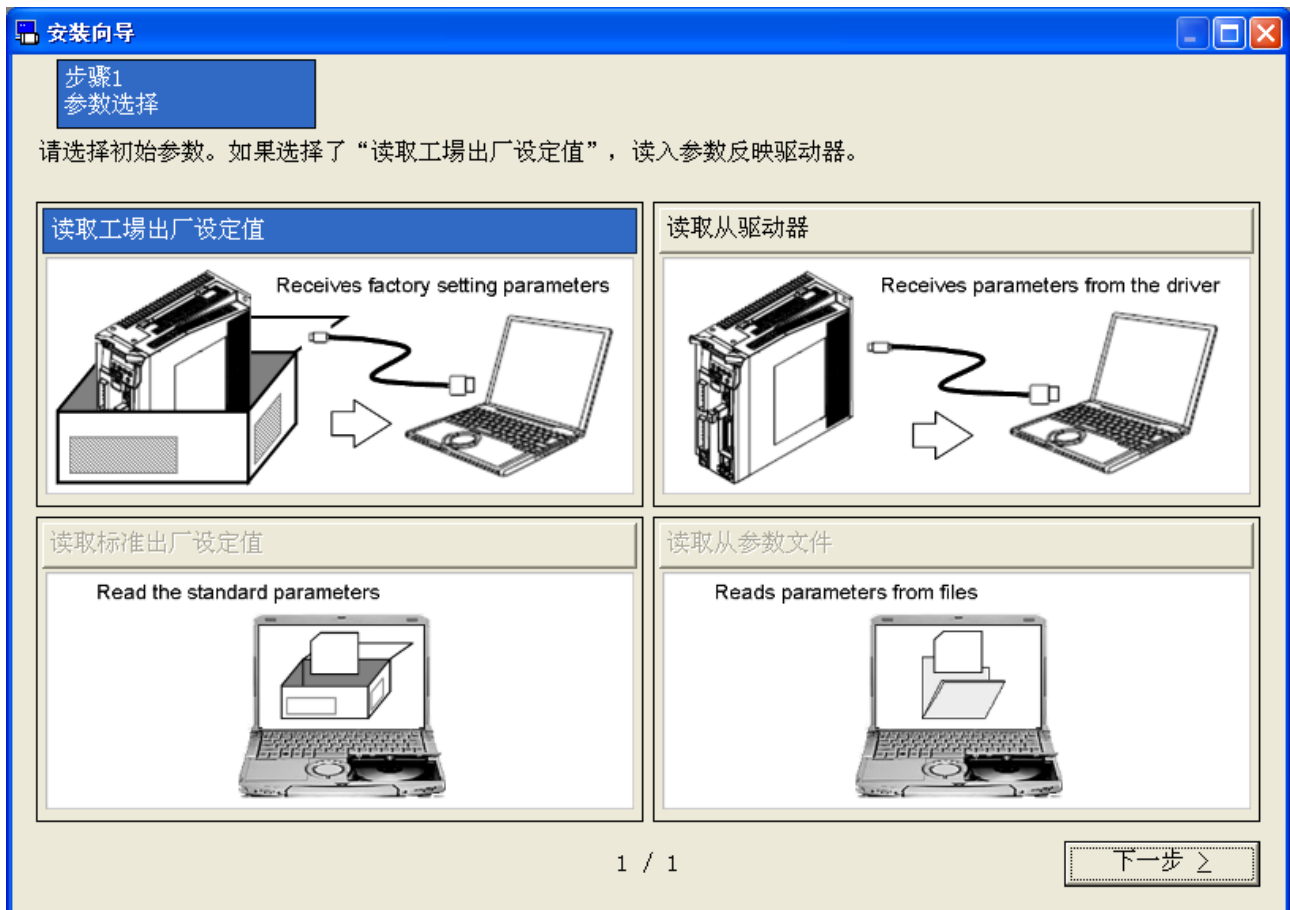 安装向导
步骤1
参数选择
请选择初始参数。如果选择了“读取工場出厂设定值”，读入参数反映驱动器。
读取工場出厂设定值
Receives factory setting parameters
读取从驱动器
Receives parameters from the driver
读取标准出厂设定值
Read the standard parameters
读取从参数文件
Reads parameters from files
1 / 1
下一步 >